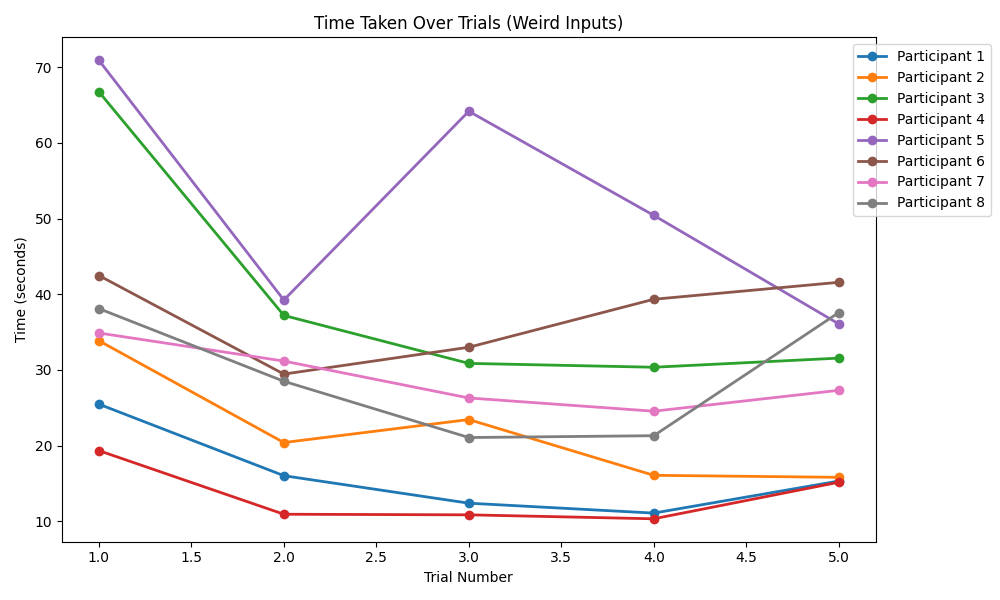 Time Taken Over Trials (Weird Inputs)
Time (seconds)
70
60
50
40
30
20
10
1.0 1.5 2.0 2.5 3.0 3.5 4.0 4.5 5.0
Trial Number
Participant 1
Participant 2
Participant 3
Participant 4
Participant 5
Participant 6
Participant 7
Participant 8